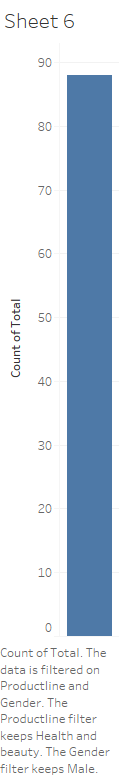 Sheet 6
90
80
70
60
50
40
30
20
10
0
Count of Total
Count of Total. The
data is filtered on
Productline and
Gender. The
Productline filter
keeps Health and
beauty. The Gender
filter keeps Male.